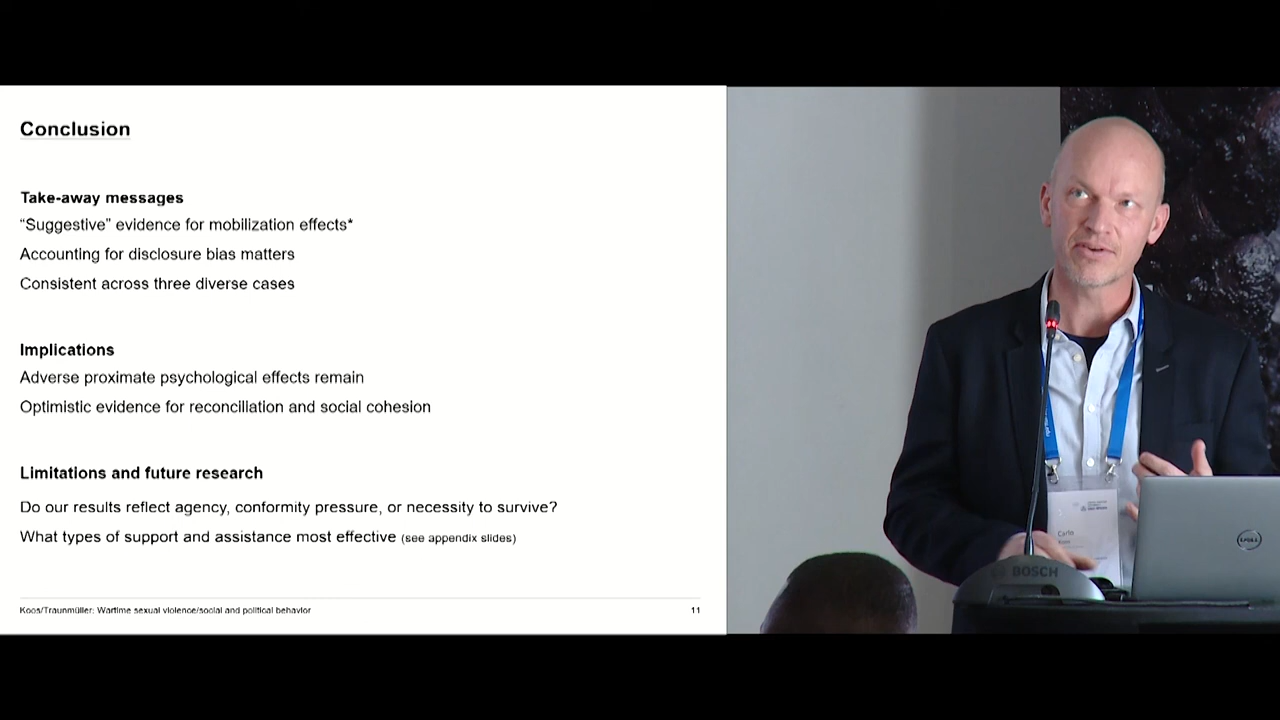 Conclusion
Take-away messages
“Suggestive” evidence for mobilization effects*
Accounting for disclosure bias matters
Consistent across three diverse cases
Implications
Adverse proximate psychological effects remain
Optimistic evidence for reconciliation and social cohesion
Limitations and future research
Do our results reflect agency, conformity pressure, or necessity to survive?
What types of support and assistance most effective (see appendix slides)
Koos/Traunmüller: Wartime sexual violence/social and political behavior
11
Carlo
Koos
BOSCH
DELL